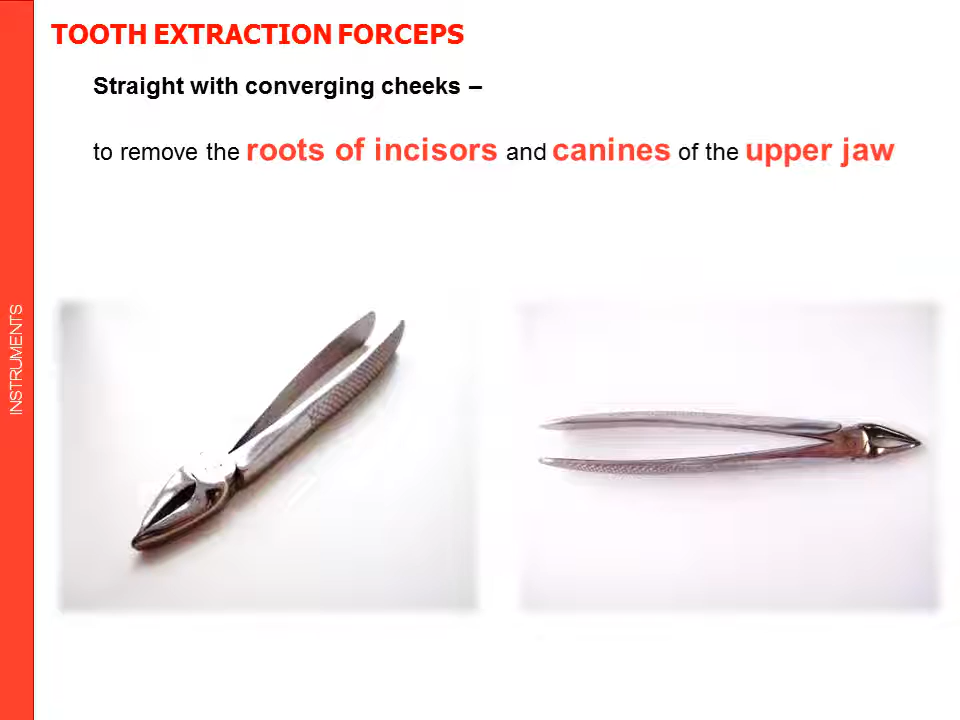 TOOTH EXTRACTION FORCEPS
Straight with converging cheeks –
to remove the roots of incisors and canines of the upper jaw
INSTRUMENTS